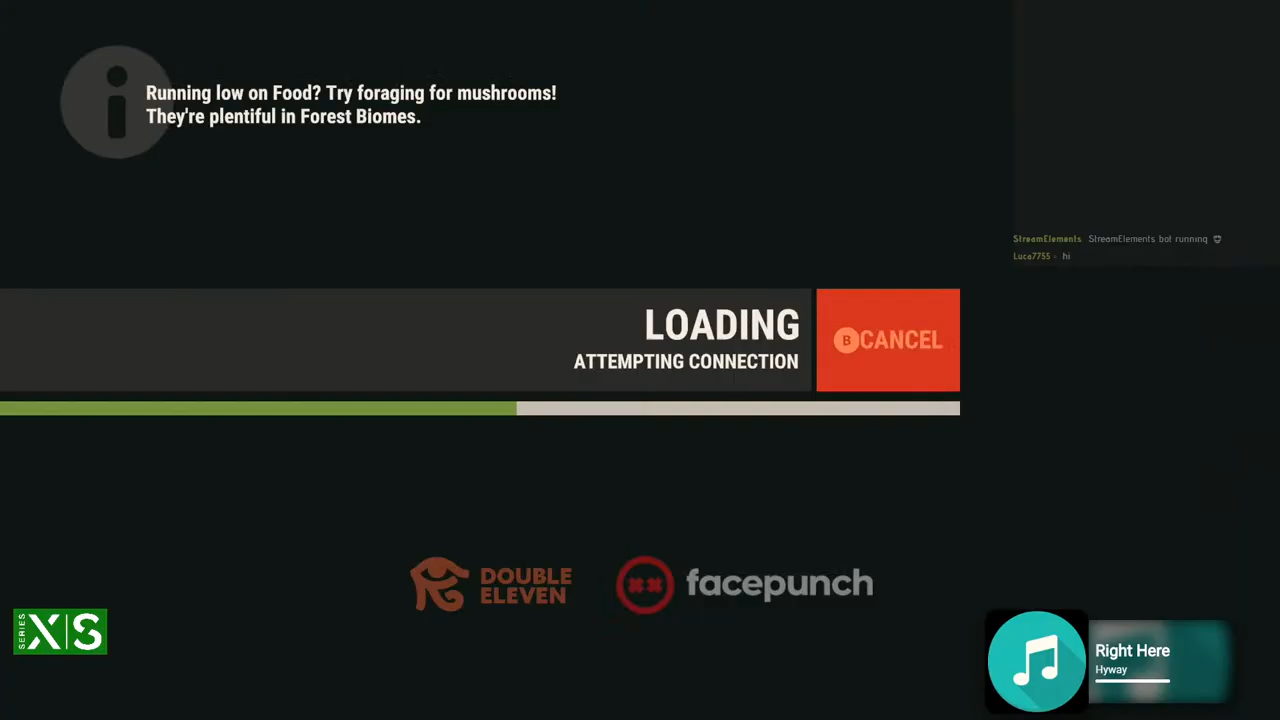 Running low on Food? Try foraging for mushrooms!
They're plentiful in Forest Biomes.
StreamElements StreamElements bot running
Luca7755 : hi
LOADING
ATTEMPTING CONNECTION
B CANCEL
DOUBLE
ELEVEN
facepunch
SERIES X|S
Right Here
Hyway